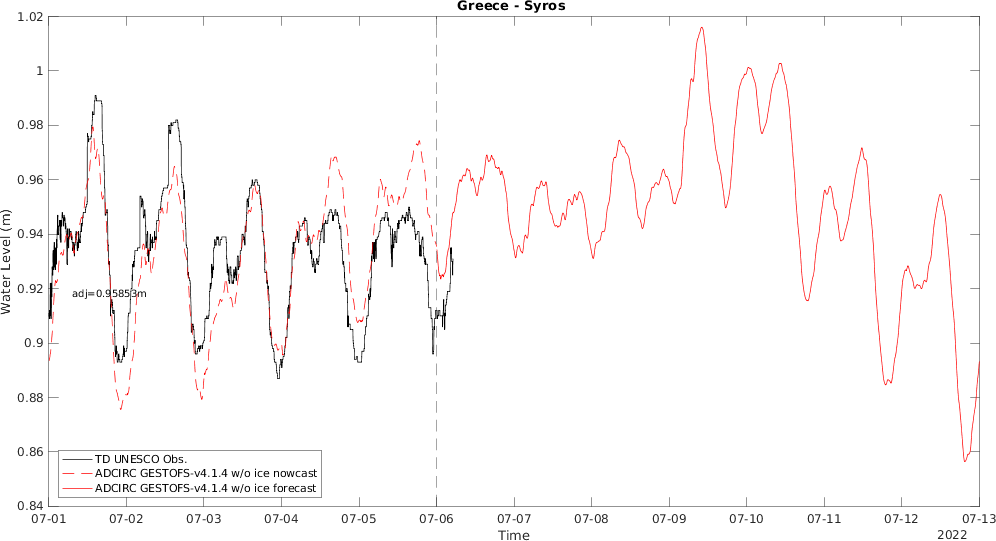 Greece - Syros
1.02
1
0.98
0.96
0.94
0.92
0.9
0.88
0.86
0.84
Water Level (m)
adj=0.95853m
TD UNESCO Obs.
ADCIRC GESTOFS-v4.1.4 w/o ice nowcast
ADCIRC GESTOFS-v4.1.4 w/o ice forecast
07-01 07-02 07-03 07-04 07-05 07-06 07-07 07-08 07-09 07-10 07-11 07-12 07-13
Time
2022